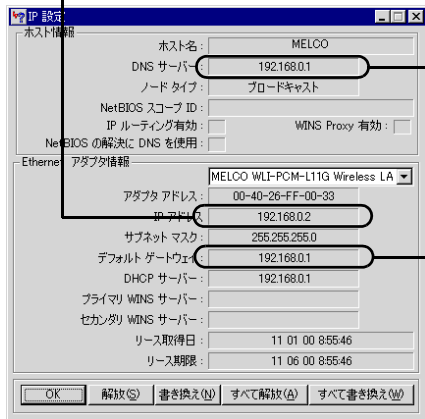 IP 設定
ホスト情報
ホスト名： MELCO
DNS サーバー： 192.168.0.1
ノード タイプ： ブロードキャスト
NetBIOS スコープ ID：
IP ルーティング有効： WINS Proxy 有効：
NetBIOS の解決に DNS を使用：
Ethernet アダプタ情報
MELCO WLI-PCM-L11G Wireless LA
アダプタ アドレス： 00-40-26-FF-00-33
IP アドレス 192.168.0.2
サブネット マスク： 255.255.255.0
デフォルト ゲートウェイ： 192.168.0.1
DHCP サーバー： 192.168.0.1
プライマリ WINS サーバー：
セカンダリ WINS サーバー：
リース取得日： 11 01 00 8:55:46
リース期限： 11 06 00 8:55:46
OK 解放(S) 書き換え(N) すべて解放(A) すべて書き換え(W)